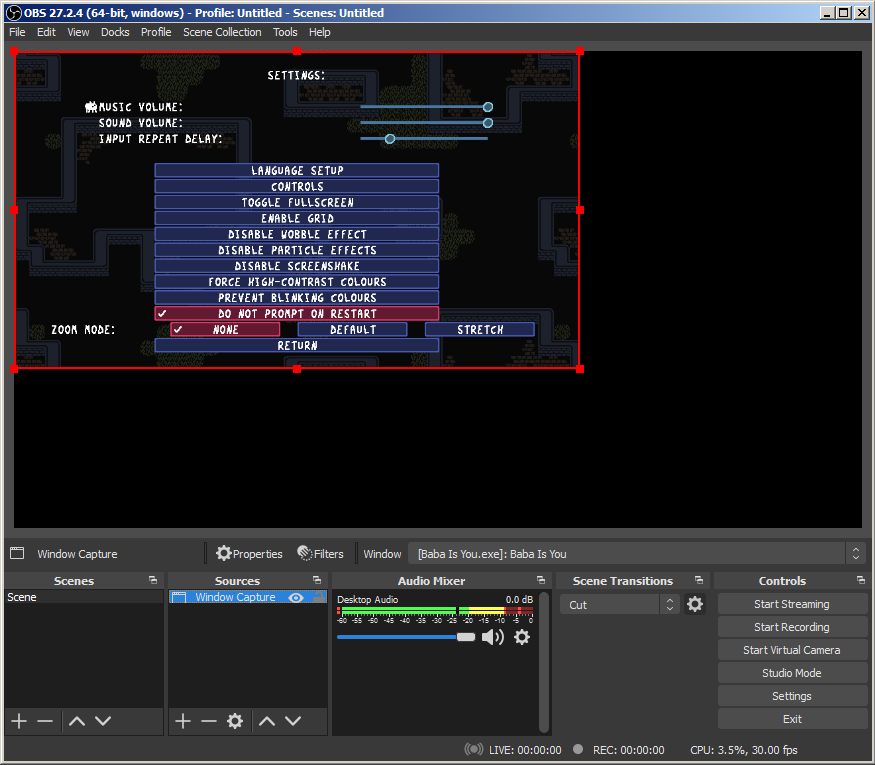 OBS 27.2.4 (64-bit, windows) - Profile: Untitled - Scenes: Untitled
File Edit View Docks Profile Scene Collection Tools Help
SETTINGS:
MUSIC VOLUME:
SOUND VOLUME:
INPUT REPEAT DELAY:
LANGUAGE SETUP
CONTROLS
TOGGLE FULLSCREEN
ENABLE GRID
DISABLE WOBBLE EFFECT
DISABLE PARTICLE EFFECTS
DISABLE SCREENSHAKE
FORCE HIGH-CONTRAST COLOURS
PREVENT BLINKING COLOURS
DO NOT PROMPT ON RESTART
ZOOM MODE: NONE DEFAULT STRETCH
RETURN
Window Capture Properties Filters Window [Baba Is You.exe]: Baba Is You
Scenes Sources Audio Mixer Scene Transitions Controls
Scene
Window Capture
Desktop Audio 0.0 dB
-60 -55 -50 -45 -40 -35 -30 -25 -20 -15 -10 -5 0
Cut
Start Streaming
Start Recording
Start Virtual Camera
Studio Mode
Settings
Exit
LIVE: 00:00:00 REC: 00:00:00 CPU: 3.5%, 30.00 fps